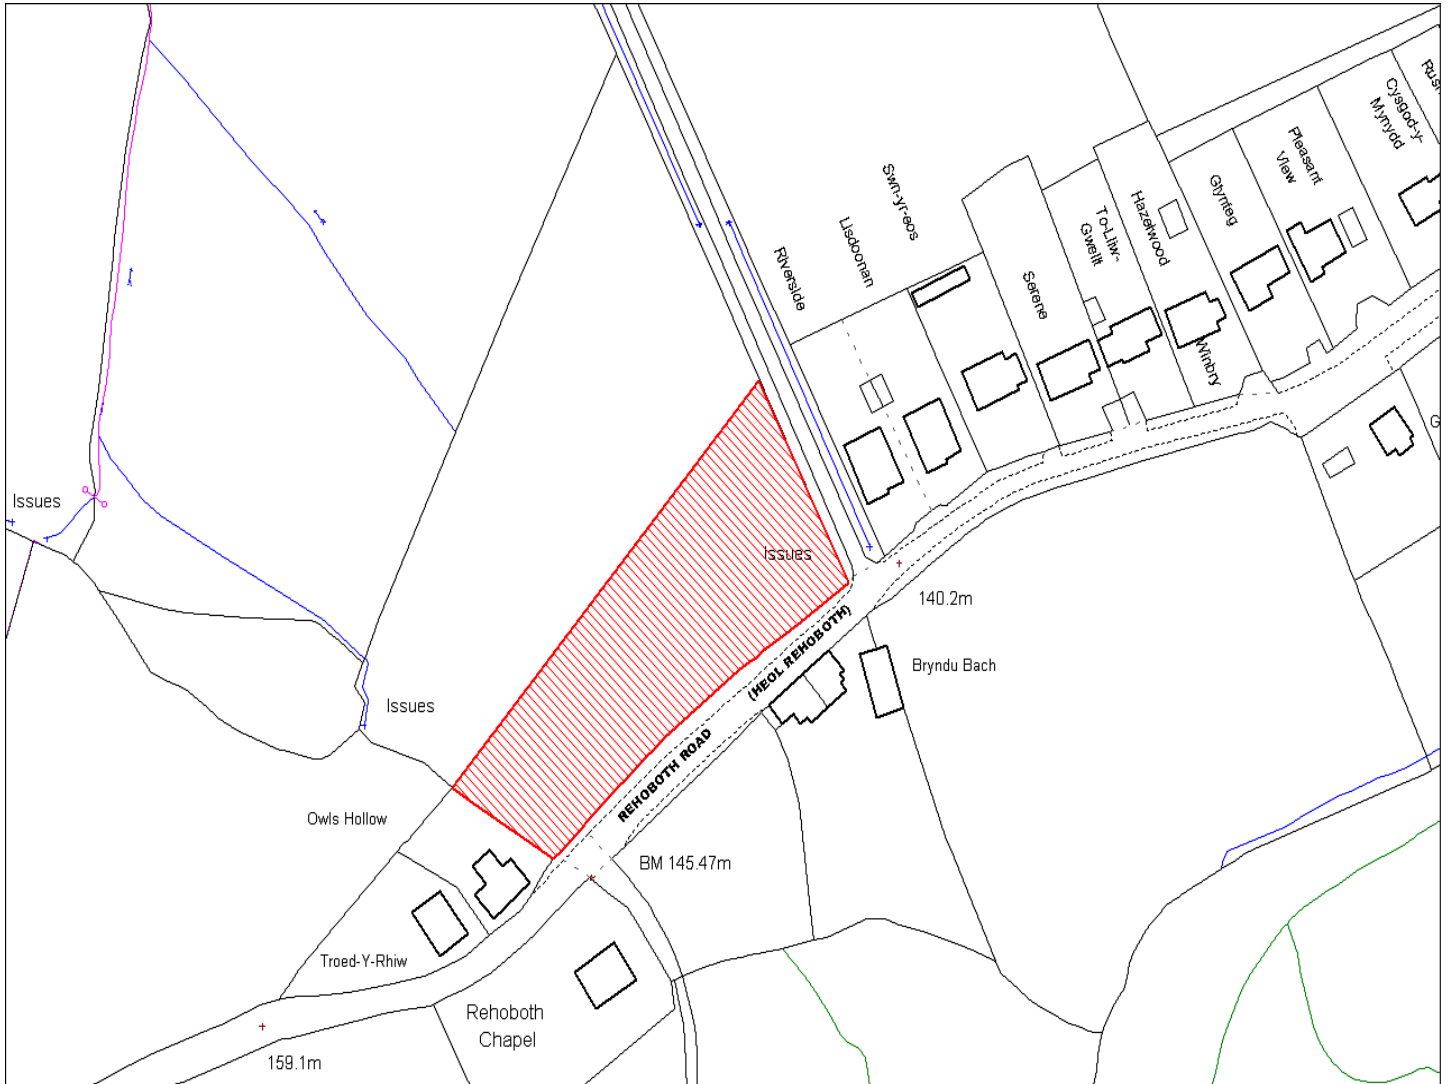 Cysgod-y-
Mynydd
Pleasant
View
Glynteg
Hazelwood
To-Lliw-
Gwellt
Swn-yr-eos
Lisdoonan
Riverside
Serene
Winbry
Issues
Issues
140.2m
(HEOL REHOBOTH)
Bryndu Bach
Issues
REHOBOTH ROAD
Owls Hollow
BM 145.47m
Troed-Y-Rhiw
Rehoboth
Chapel
159.1m
G